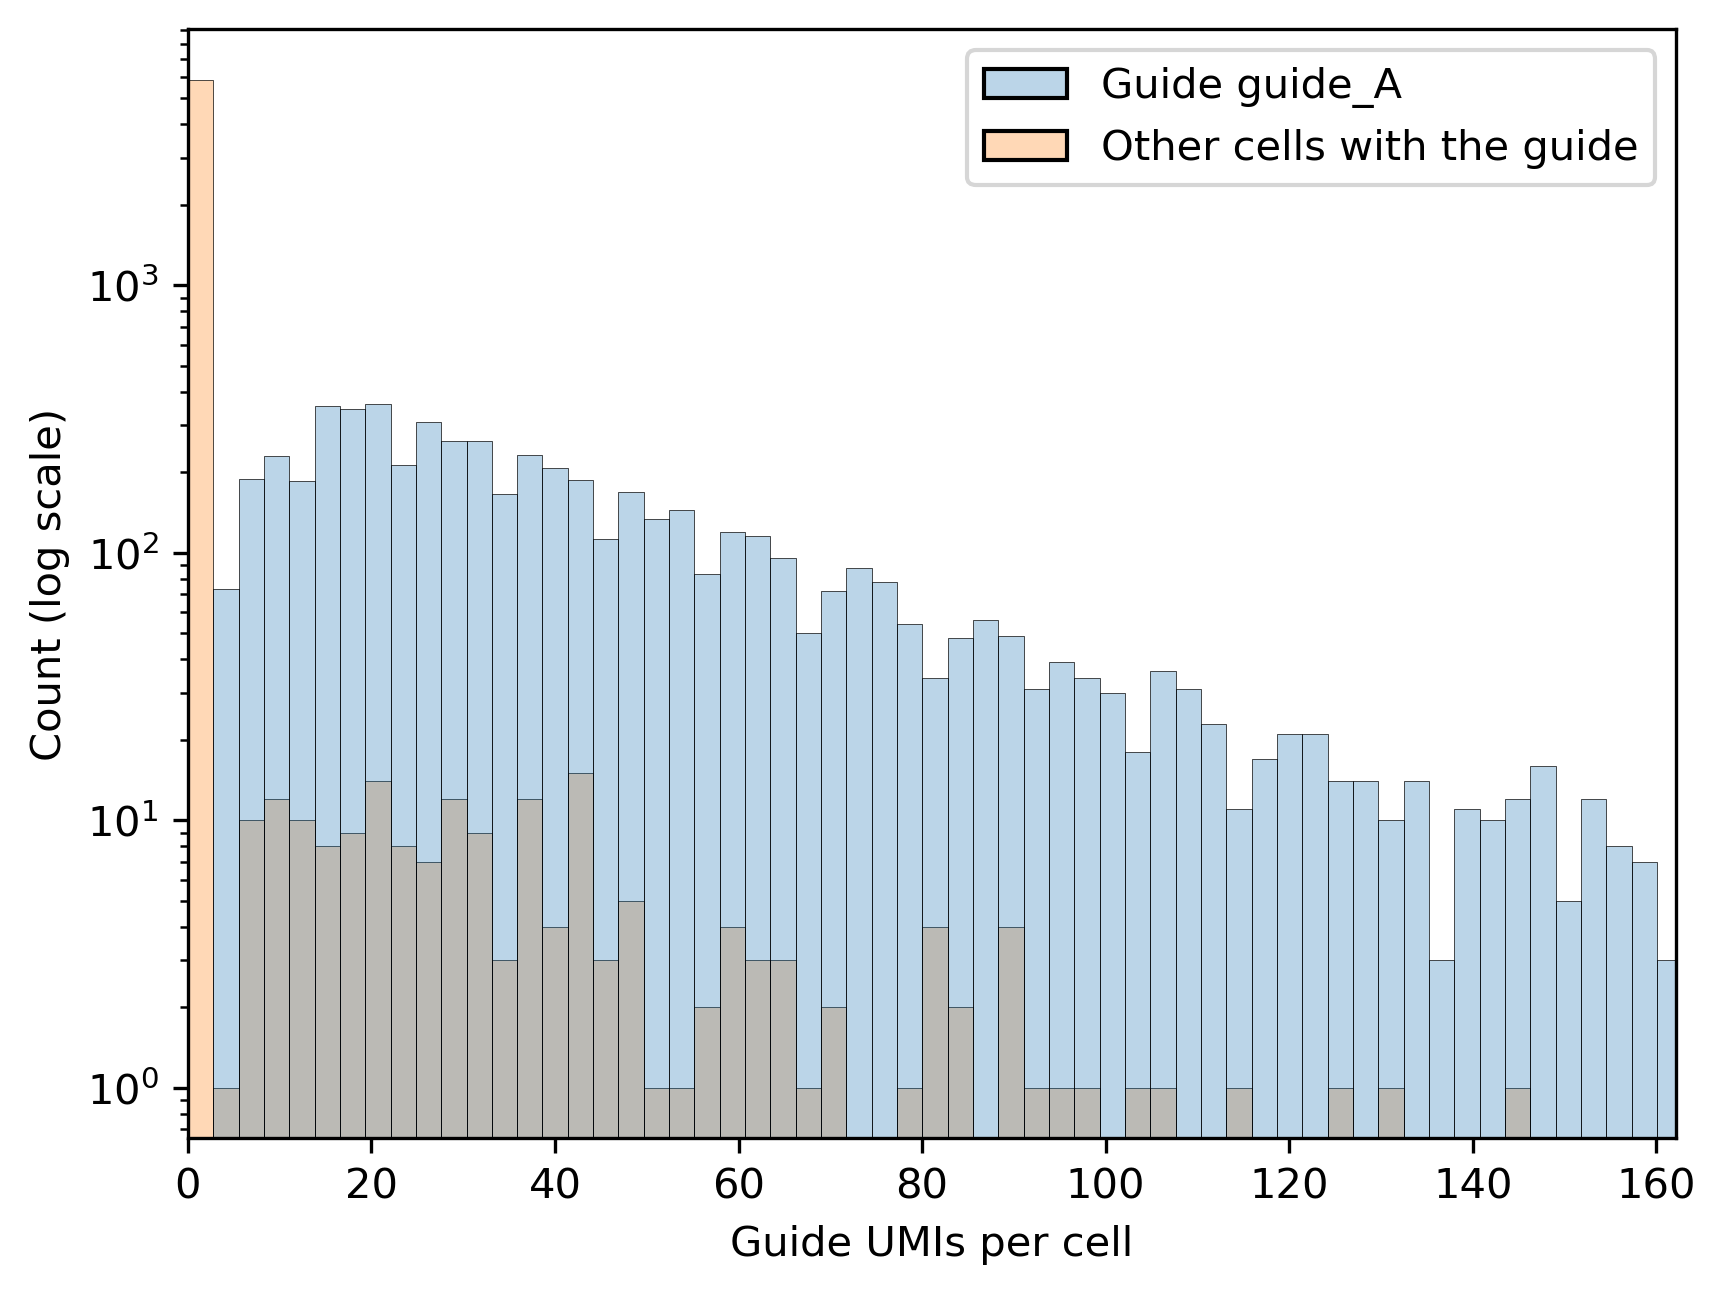 Guide guide_A
Other cells with the guide
10³
10²
10¹
10⁰
Count (log scale)
0 20 40 60 80 100 120 140 160
Guide UMIs per cell